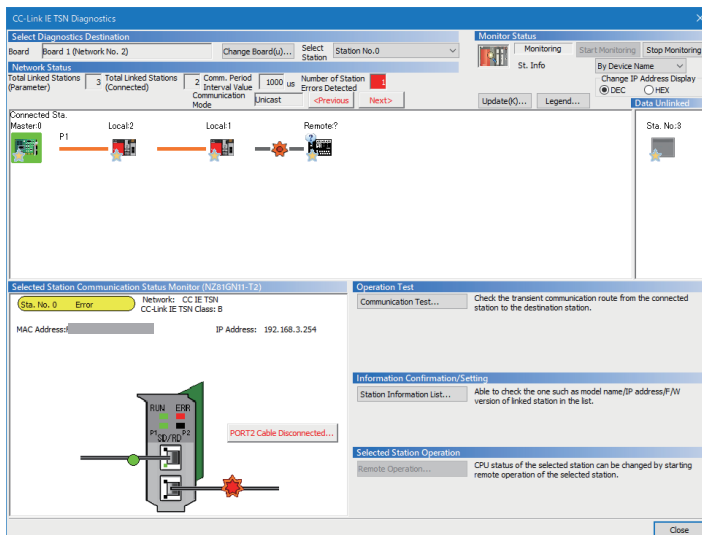 CC-Link IE TSN Diagnostics
Select Diagnostics Destination
Board Board 1 (Network No. 2) Change Board(u)... Select Station Station No.0
Network Status
Total Linked Stations (Parameter) 3 Total Linked Stations (Connected) 2 Comm. Period Interval Value 1000 us Number of Station Errors Detected 1
Communication Mode Unicast <Previous Next>
Monitor Status
Monitoring Start Monitoring Stop Monitoring
St. Info By Device Name
Change IP Address Display
DEC HEX
Update(K)... Legend...
Data Unlinked
Connected Sta.
Master:0 P1 Local:2 Local:1 Remote:?
Sta. No:3
Selected Station Communication Status Monitor (NZ81GN11-T2)
Sta. No. 0 Error
Network: CC IE TSN
CC-Link IE TSN Class: B
MAC Address: IP Address: 192.168.3.254
RUN ERR
P1 P2
SD/RD
PORT2 Cable Disconnected...
Operation Test
Communication Test...
Check the transient communication route from the connected
station to the destination station.
Information Confirmation/Setting
Station Information List...
Able to check the one such as model name/IP address/F/W
version of linked station in the list.
Selected Station Operation
Remote Operation...
CPU status of the selected station can be changed by starting
remote operation of the selected station.
Close